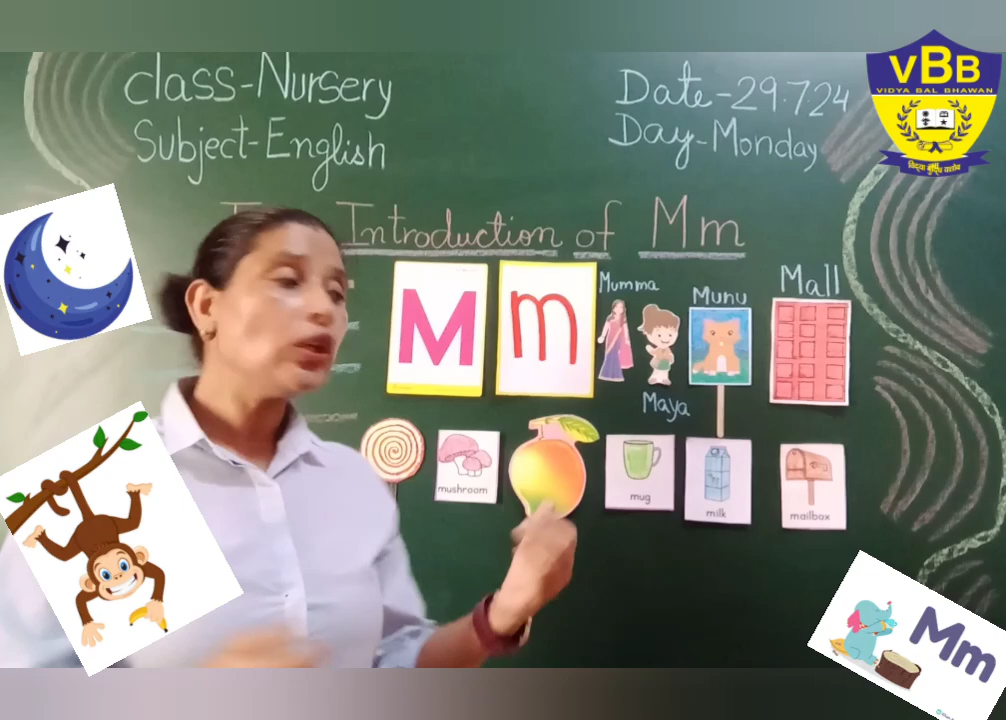 class-Nursery
Subject-English
Date-29.7.24
Day-Monday
VBB
VIDYA BAL BHAWAN
Introduction of Mm
M
m
Mumma
Munu
Mall
Maya
mushroom
mug
milk
mailbox
Mm